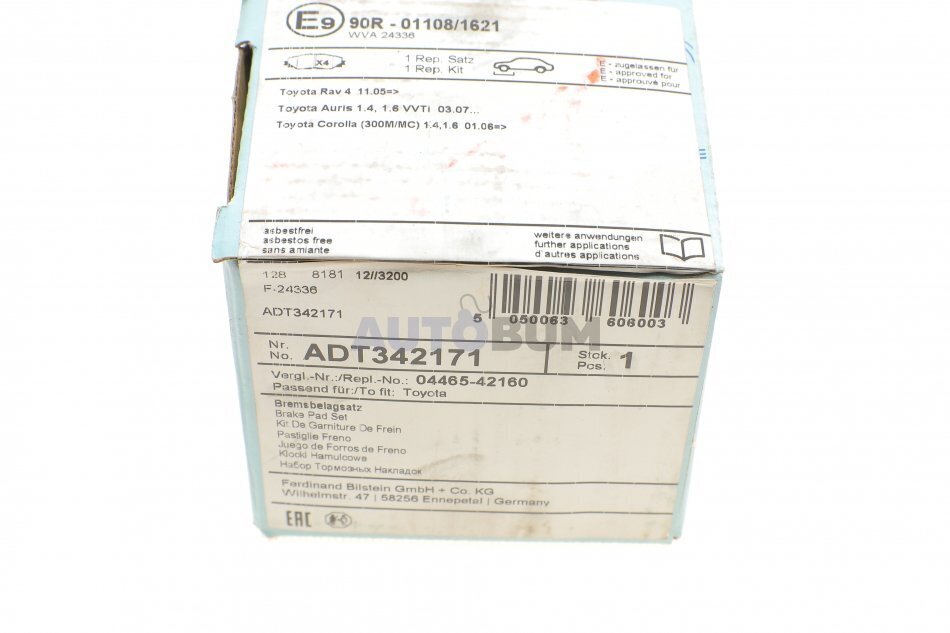 E9 90R - 01108/1621
WVA 24336
X4
1 Rep. Satz
1 Rep. Kit
E - zugelassen für
E - approved for
E - approuvé pour
Toyota Rav 4 11.05=>
Toyota Auris 1.4, 1.6 VVTi 03.07...
Toyota Corolla (300M/MC) 1.4,1.6 01.06=>
asbestfrei
asbestos free
sans amiante
weitere anwendungen
further applications
d'autres applications
128 8181 12//3200
F-24336
ADT342171
5 050063 606003
AUTOBUM
Nr.
No. ADT342171
Stck.
Pcs. 1
Vergl.-Nr.:/Repl.-No.: 04465-42160
Passend für:/To fit: Toyota
Bremsbelagsatz
Brake Pad Set
Kit De Garniture De Frein
Pastiglie Freno
Juego de Forros de Freno
Klocki Hamulcowe
Набор Тормозных Накладок
Ferdinand Bilstein GmbH + Co. KG
Wilhelmstr. 47 | 58256 Ennepetal | Germany
EAC